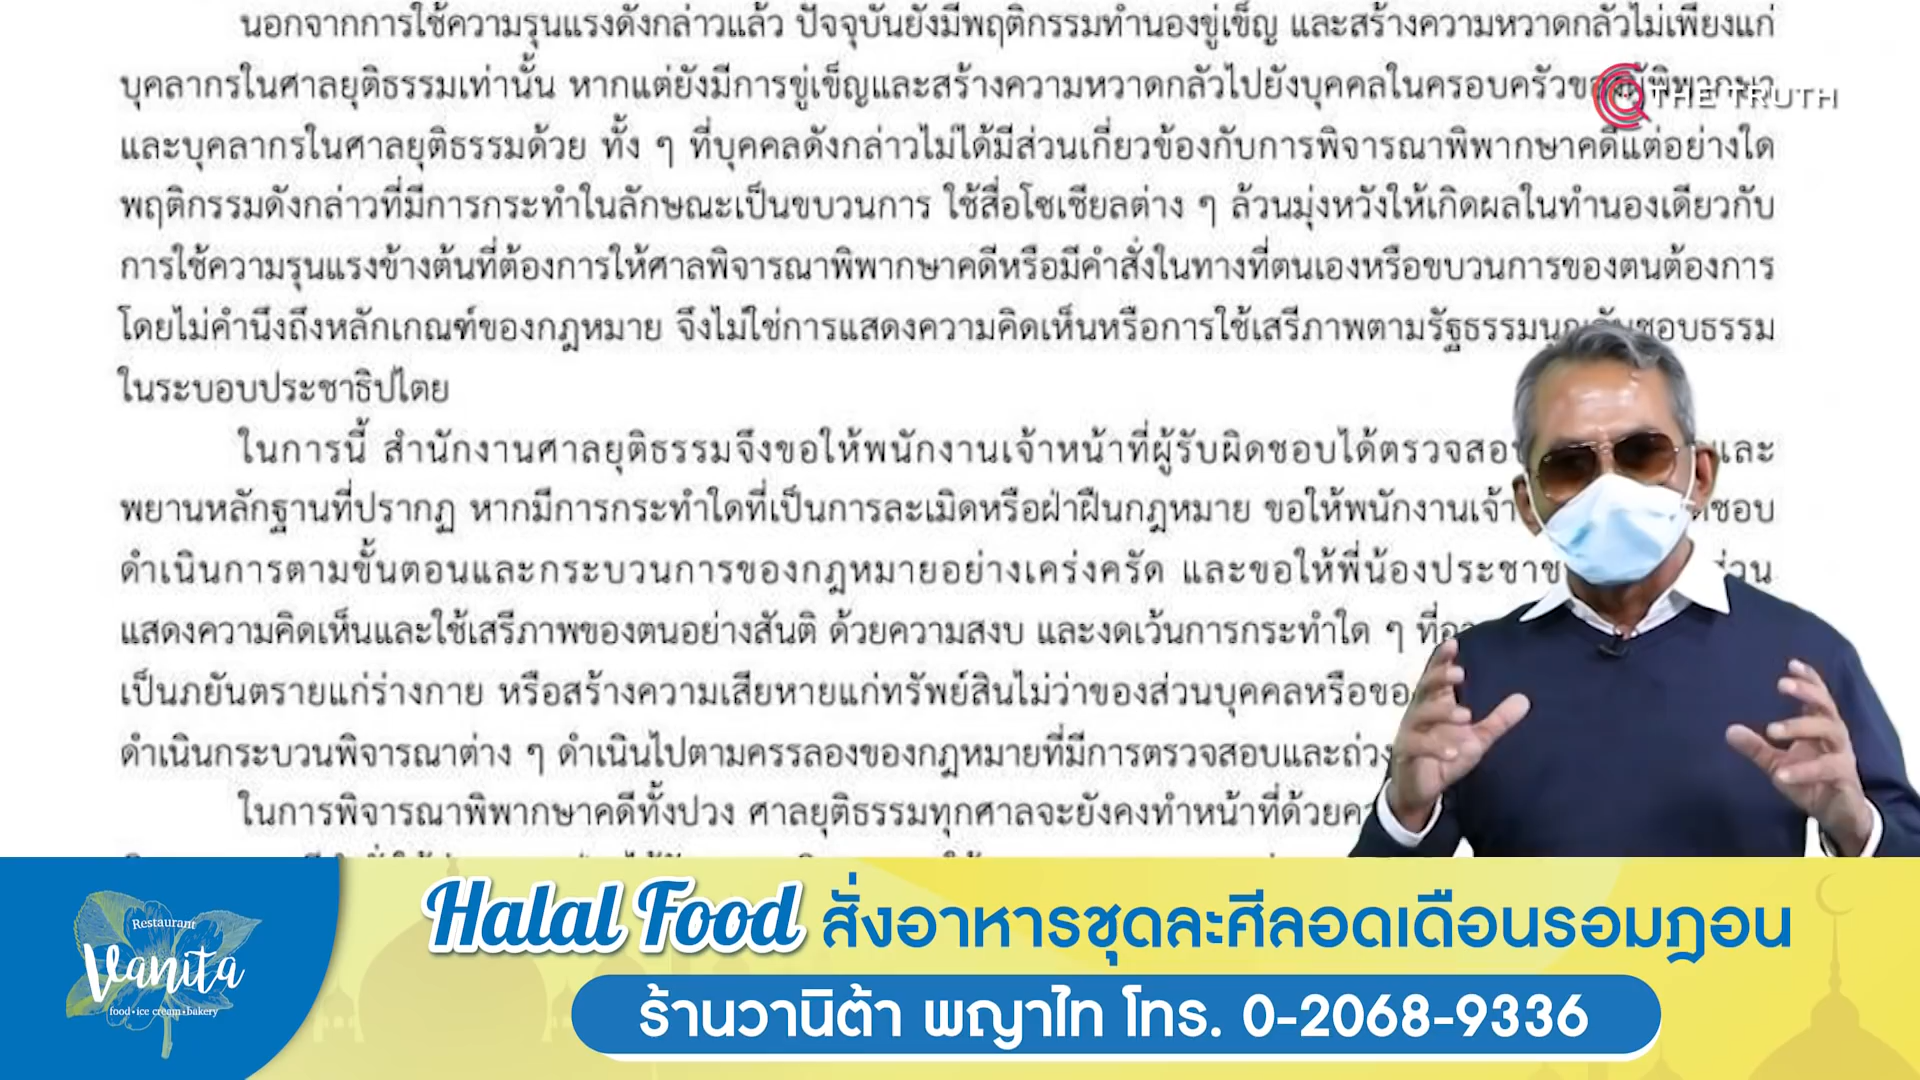 นอกจากการใช้ความรุนแรงดังกล่าวแล้ว ปัจจุบันยังมีพฤติกรรมทำนองขู่เข็ญ และสร้างความหวาดกลัวไม่เพียงแก่
บุคลากรในศาลยุติธรรมเท่านั้น หากแต่ยังมีการขู่เข็ญและสร้างความหวาดกลัวไปยังบุคคลในครอบครัวของผู้พิพากษา
THE TRUTH
และบุคลากรในศาลยุติธรรมด้วย ทั้ง ๆ ที่บุคคลดังกล่าวไม่ได้มีส่วนเกี่ยวข้องกับการพิจารณาพิพากษาคดีแต่อย่างใด
พฤติกรรมดังกล่าวที่มีการกระทำในลักษณะเป็นขบวนการ ใช้สื่อโซเชียลต่าง ๆ ล้วนมุ่งหวังให้เกิดผลในทำนองเดียวกับ
การใช้ความรุนแรงข้างต้นที่ต้องการให้ศาลพิจารณาพิพากษาคดีหรือมีคำสั่งในทางที่ตนเองหรือขบวนการของตนต้องการ
โดยไม่คำนึงถึงหลักเกณฑ์ของกฎหมาย จึงไม่ใช่การแสดงความคิดเห็นหรือการใช้เสรีภาพตามรัฐธรรมนูญอันชอบธรรม
ในระบอบประชาธิปไตย
ในการนี้ สำนักงานศาลยุติธรรมจึงขอให้พนักงานเจ้าหน้าที่ผู้รับผิดชอบได้ตรวจสอบ และ
พยานหลักฐานที่ปรากฏ หากมีการกระทำใดที่เป็นการละเมิดหรือฝ่าฝืนกฎหมาย ขอให้พนักงานเจ้า ชอบ
ดำเนินการตามขั้นตอนและกระบวนการของกฎหมายอย่างเคร่งครัด และขอให้พี่น้องประชาช ส่วน
แสดงความคิดเห็นและใช้เสรีภาพของตนอย่างสันติ ด้วยความสงบ และงดเว้นการกระทำใด ๆ ที่
เป็นภยันตรายแก่ร่างกาย หรือสร้างความเสียหายแก่ทรัพย์สินไม่ว่าของส่วนบุคคลหรือของ
ดำเนินกระบวนพิจารณาต่าง ๆ ดำเนินไปตามครรลองของกฎหมายที่มีการตรวจสอบและถ่วง
ในการพิจารณาพิพากษาคดีทั้งปวง ศาลยุติธรรมทุกศาลจะยังคงทำหน้าที่ด้วยคว
Halal Food สั่งอาหารชุดละศีลอดเดือนรอมฎอน
ร้านวานิต้า พญาไท โทร. 0-2068-9336
Restaurant
Vanita
food•ice cream•bakery